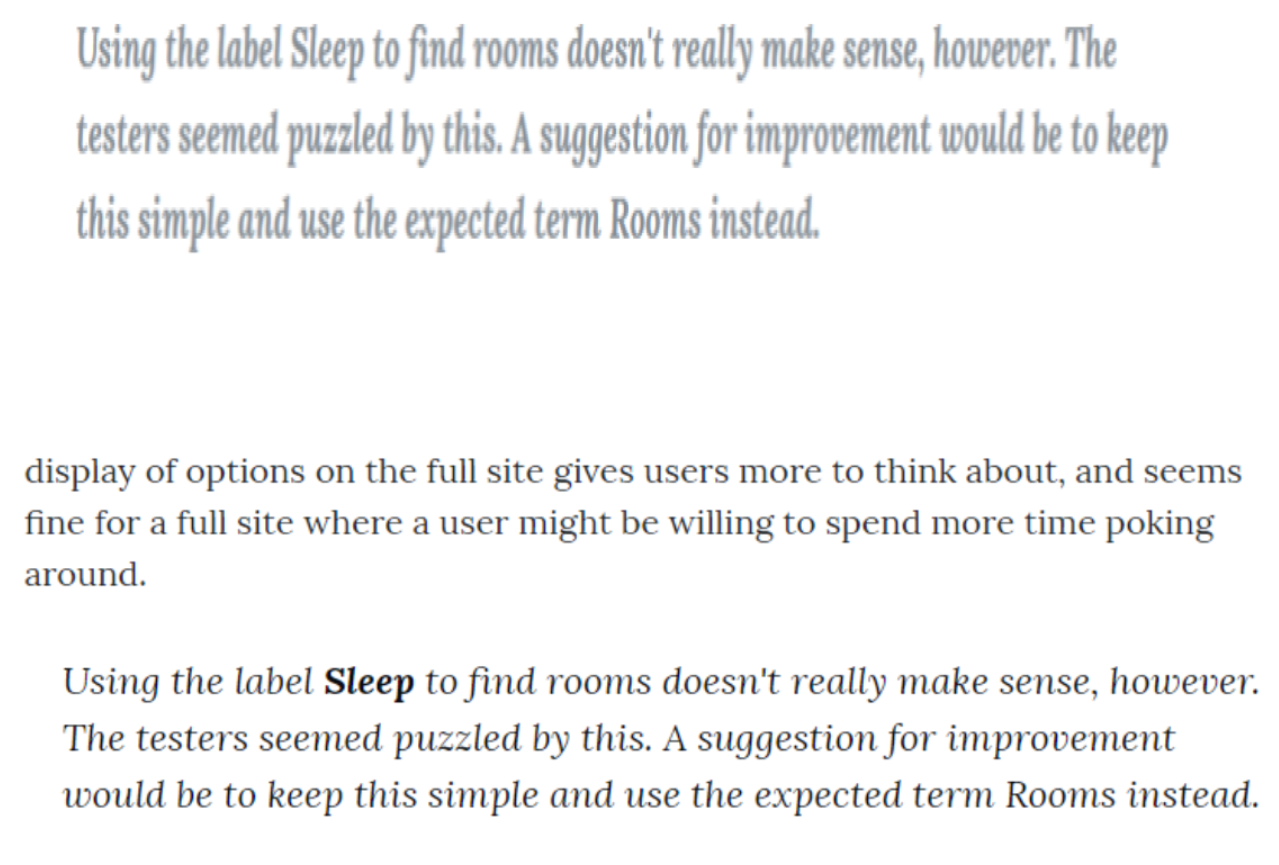 Using the label Sleep to find rooms doesn't really make sense, however. The
testers seemed puzzled by this. A suggestion for improvement would be to keep
this simple and use the expected term Rooms instead.
display of options on the full site gives users more to think about, and seems
fine for a full site where a user might be willing to spend more time poking
around.
Using the label Sleep to find rooms doesn't really make sense, however.
The testers seemed puzzled by this. A suggestion for improvement
would be to keep this simple and use the expected term Rooms instead.